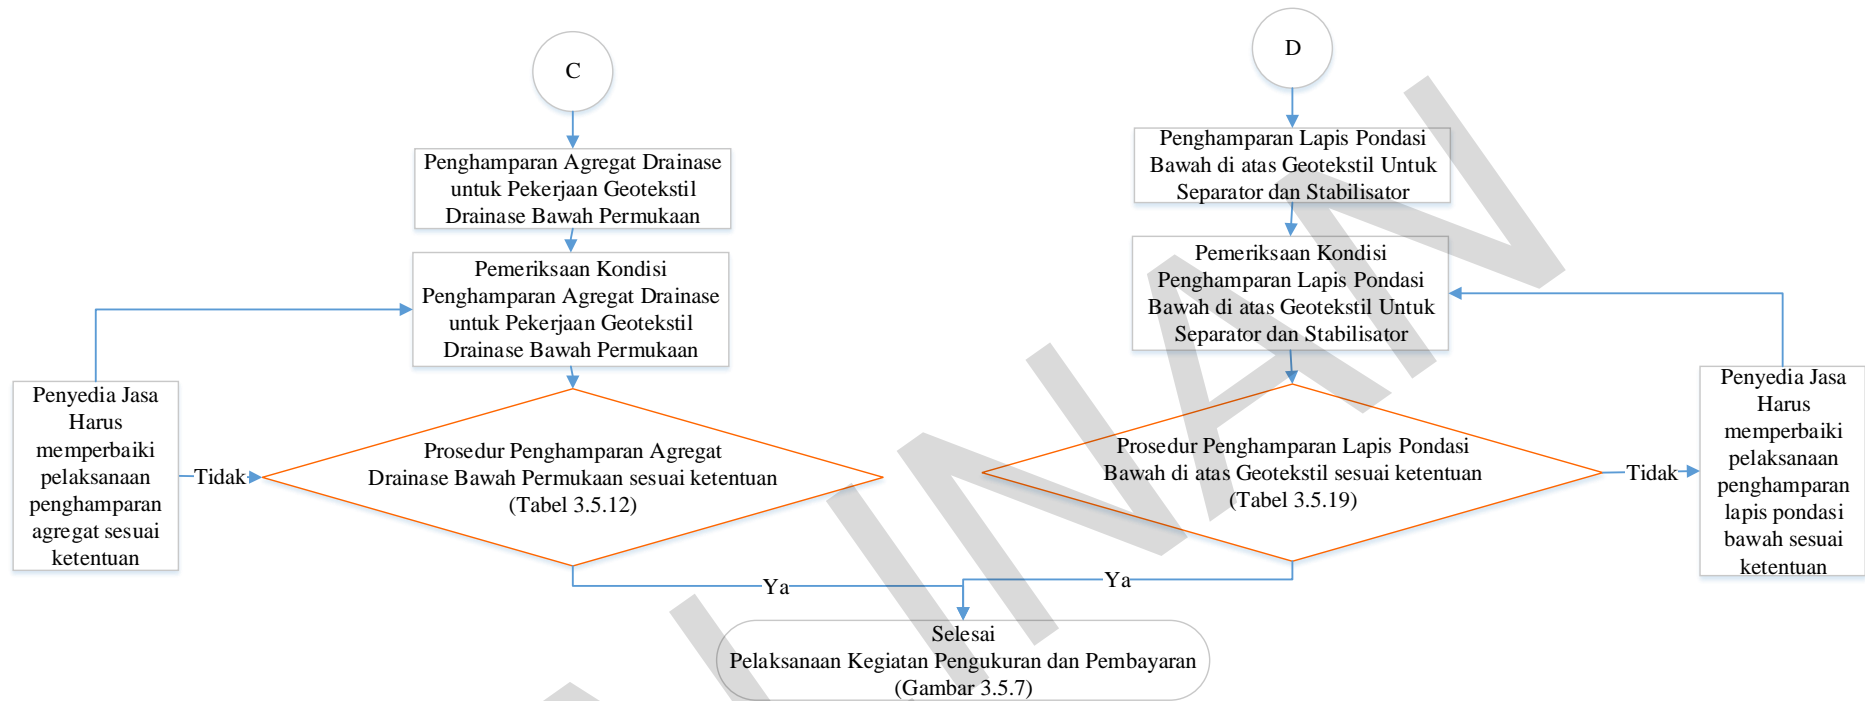 C
Penghamparan Agregat Drainase
untuk Pekerjaan Geotekstil
Drainase Bawah Permukaan
Pemeriksaan Kondisi
Penghamparan Agregat Drainase
untuk Pekerjaan Geotekstil
Drainase Bawah Permukaan
Penyedia Jasa
Harus
memperbaiki
pelaksanaan
penghamparan
agregat sesuai
ketentuan
Tidak
Prosedur Penghamparan Agregat
Drainase Bawah Permukaan sesuai ketentuan
(Tabel 3.5.12)
Ya
D
Penghamparan Lapis Pondasi
Bawah di atas Geotekstil Untuk
Separator dan Stabilisator
Pemeriksaan Kondisi
Penghamparan Lapis Pondasi
Bawah di atas Geotekstil Untuk
Separator dan Stabilisator
Prosedur Penghamparan Lapis Pondasi
Bawah di atas Geotekstil sesuai ketentuan
(Tabel 3.5.19)
Tidak
Penyedia Jasa
Harus
memperbaiki
pelaksanaan
penghamparan
lapis pondasi
bawah sesuai
ketentuan
Ya
Selesai
Pelaksanaan Kegiatan Pengukuran dan Pembayaran
(Gambar 3.5.7)
INAN